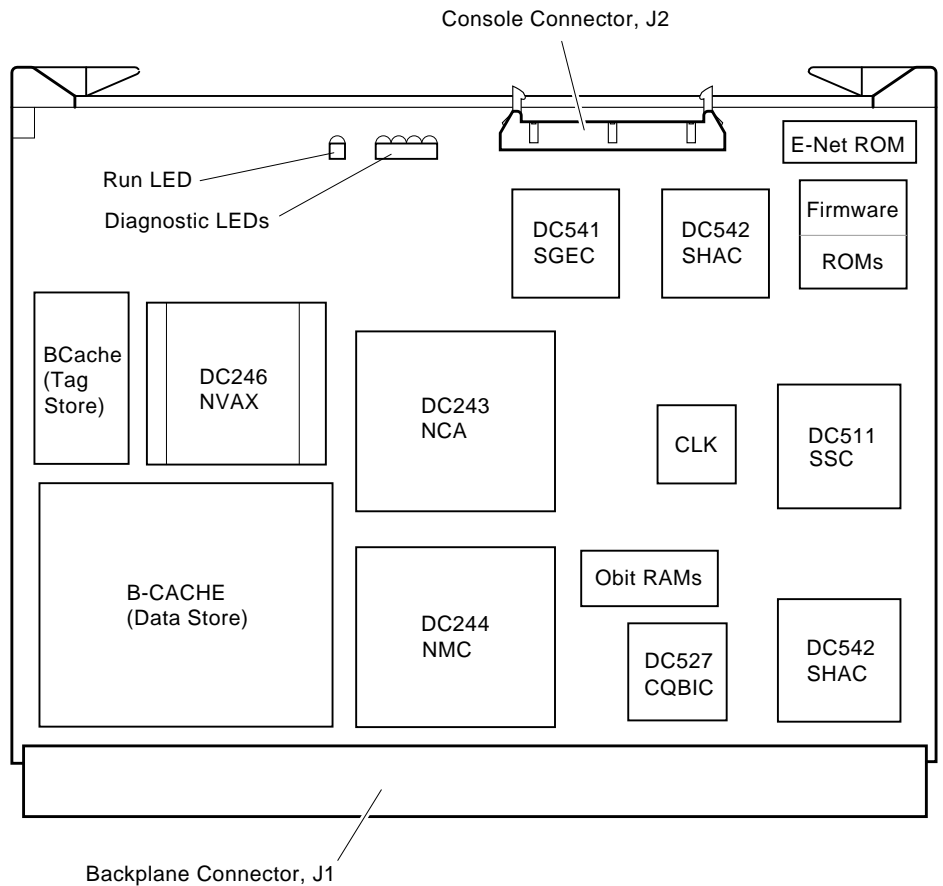 Console Connector, J2
E-Net ROM
Run LED
Diagnostic LEDs
DC541
SGEC
DC542
SHAC
Firmware
ROMs
BCache
(Tag
Store)
DC246
NVAX
DC243
NCA
CLK
DC511
SSC
B-CACHE
(Data Store)
DC244
NMC
Obit RAMs
DC527
CQBIC
DC542
SHAC
Backplane Connector, J1